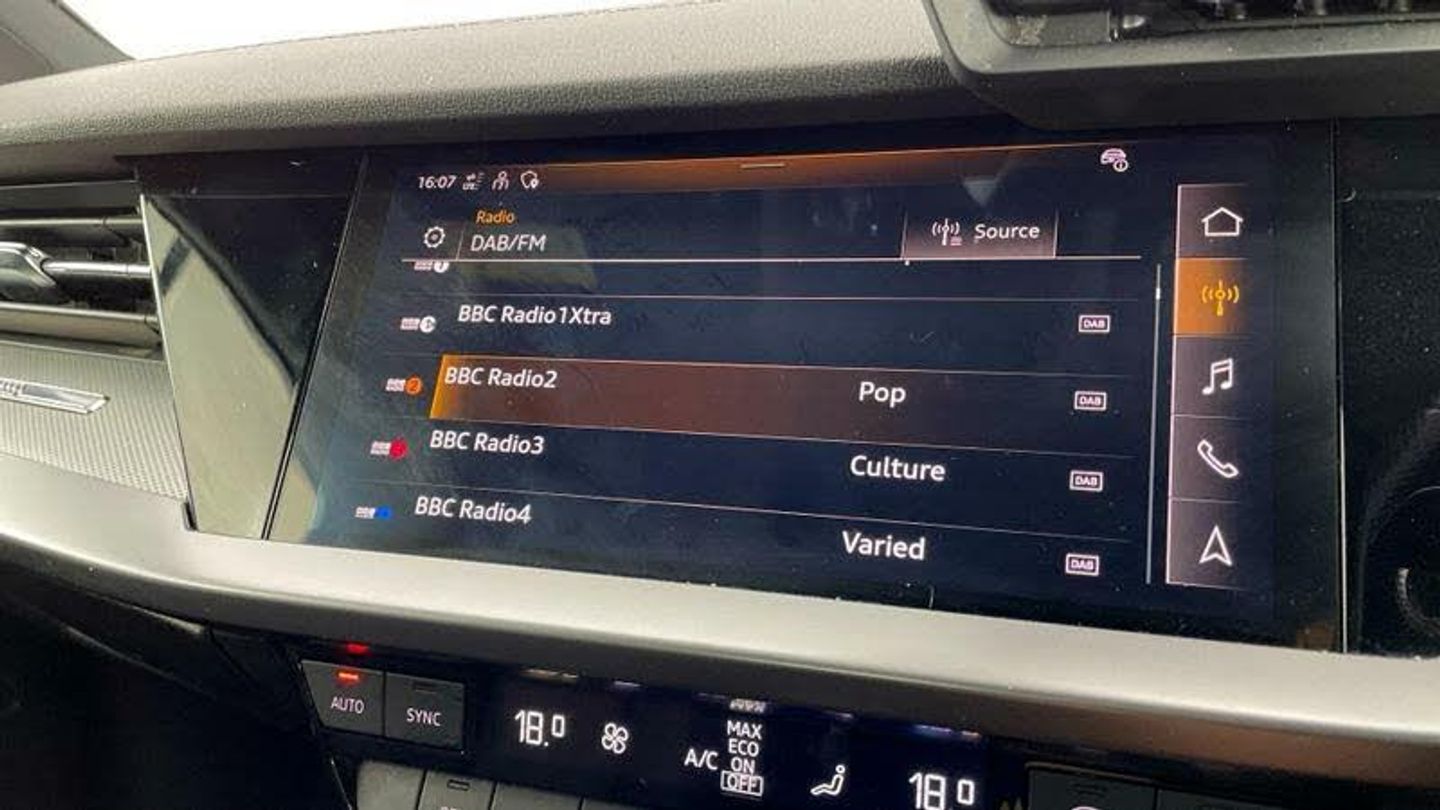 16:07
Radio
DAB/FM
Source
BBC Radio1Xtra
DAB
BBC Radio2
Pop
DAB
BBC Radio3
Culture
DAB
BBC Radio4
Varied
DAB
AUTO
SYNC
18.0
A/C
MAX
ECO
ON
OFF
18.0